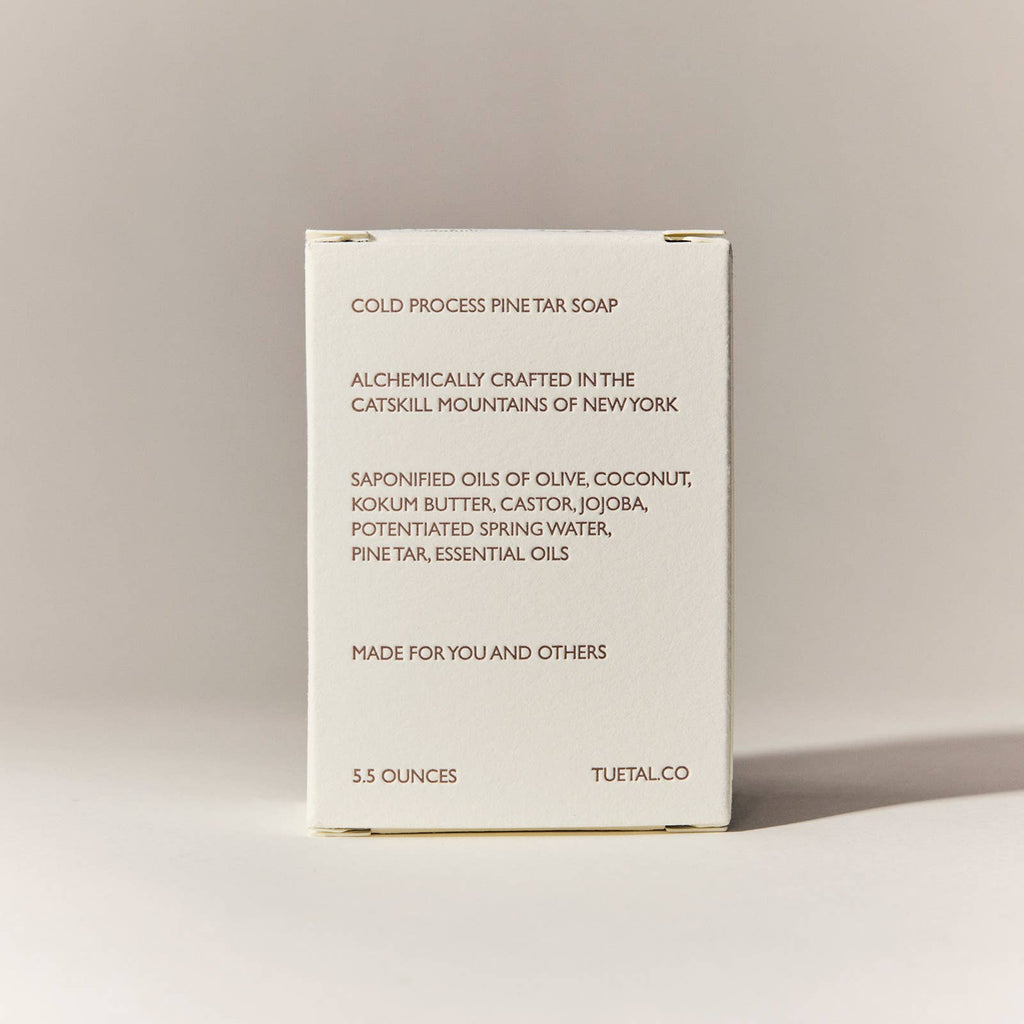 COLD PROCESS PINE TAR SOAP
ALCHEMICALLY CRAFTED IN THE
CATSKILL MOUNTAINS OF NEW YORK
SAPONIFIED OILS OF OLIVE, COCONUT,
KOKUM BUTTER, CASTOR, JOJOBA,
POTENTIATED SPRING WATER,
PINE TAR, ESSENTIAL OILS
MADE FOR YOU AND OTHERS
5.5 OUNCES TUETAL.CO